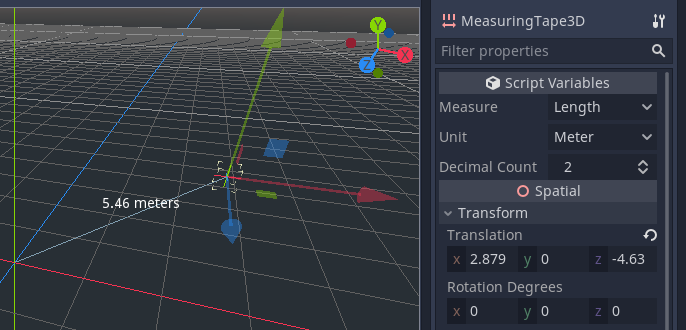 Y
X
Z
5.46 meters
MeasuringTape3D
Filter properties
Script Variables
Measure Length
Unit Meter
Decimal Count 2
Spatial
Transform
Translation
x 2.879 y 0 z -4.63
Rotation Degrees
x 0 y 0 z 0